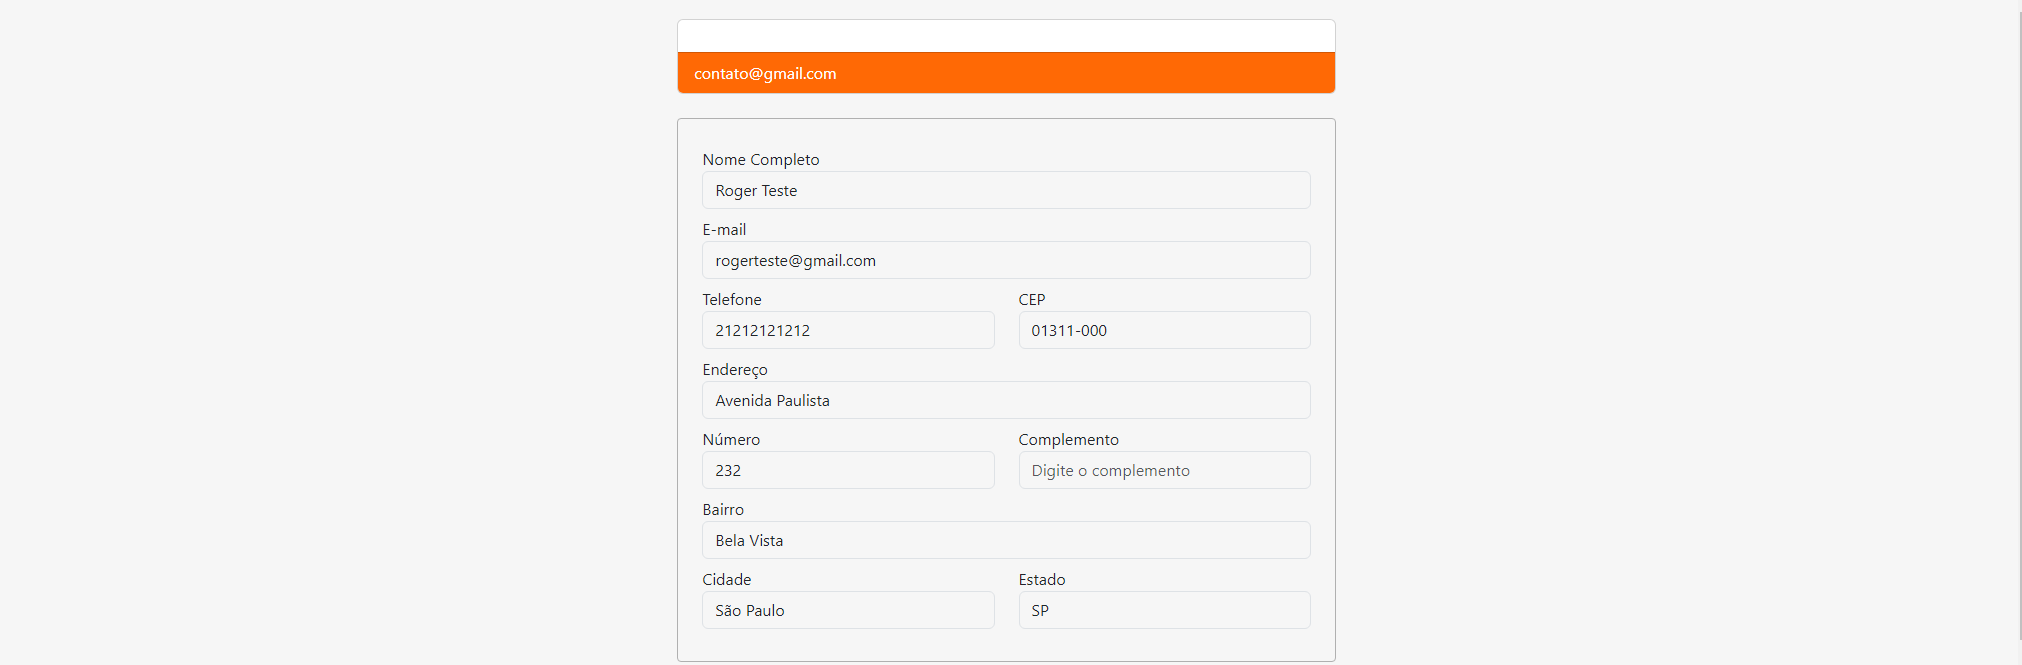 contato@gmail.com
Nome Completo
Roger Teste
E-mail
rogerteste@gmail.com
Telefone CEP
21212121212 01311-000
Endereço
Avenida Paulista
Número Complemento
232 Digite o complemento
Bairro
Bela Vista
Cidade Estado
São Paulo SP